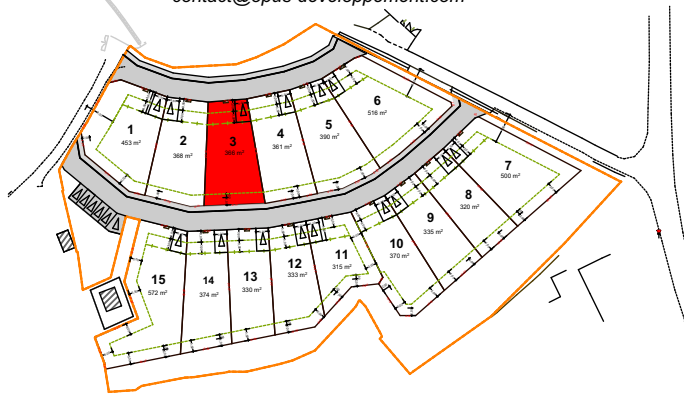 contact@opus-developpement.com
1
453 m²
2
368 m²
3
366 m²
4
361 m²
5
390 m²
6
516 m²
7
500 m²
8
320 m²
9
335 m²
10
370 m²
11
315 m²
12
333 m²
13
330 m²
14
374 m²
15
572 m²